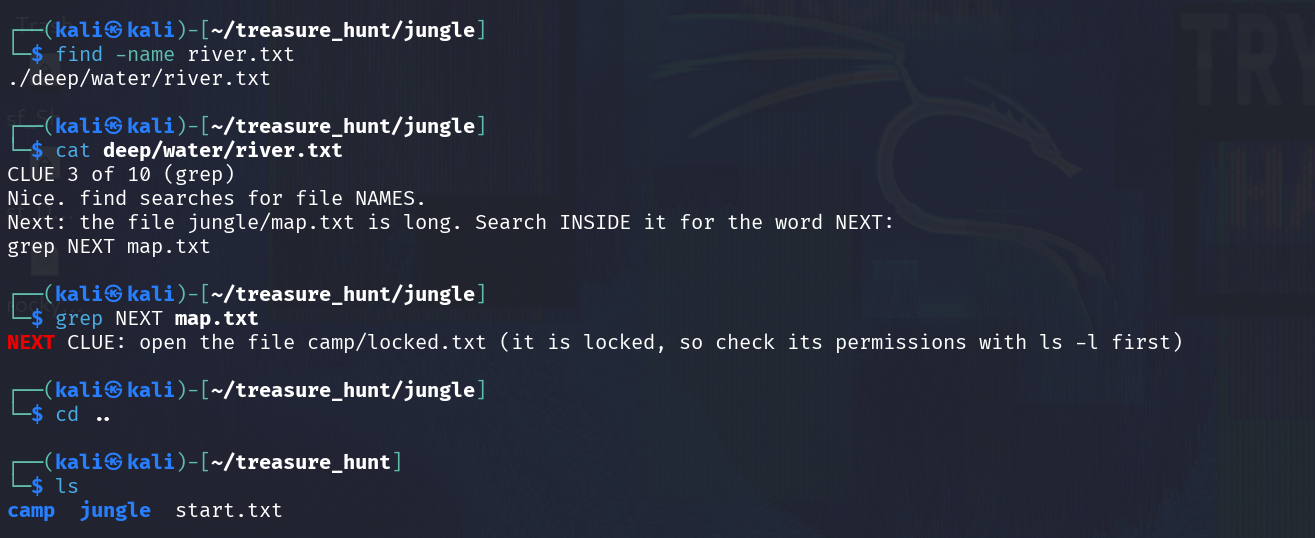 ┌──(kali㉿kali)-[~/treasure_hunt/jungle]
└─$ find -name river.txt
./deep/water/river.txt
┌──(kali㉿kali)-[~/treasure_hunt/jungle]
└─$ cat deep/water/river.txt
CLUE 3 of 10 (grep)
Nice. find searches for file NAMES.
Next: the file jungle/map.txt is long. Search INSIDE it for the word NEXT:
grep NEXT map.txt
┌──(kali㉿kali)-[~/treasure_hunt/jungle]
└─$ grep NEXT map.txt
NEXT CLUE: open the file camp/locked.txt (it is locked, so check its permissions with ls -l first)
┌──(kali㉿kali)-[~/treasure_hunt/jungle]
└─$ cd ..
┌──(kali㉿kali)-[~/treasure_hunt]
└─$ ls
camp  jungle  start.txt